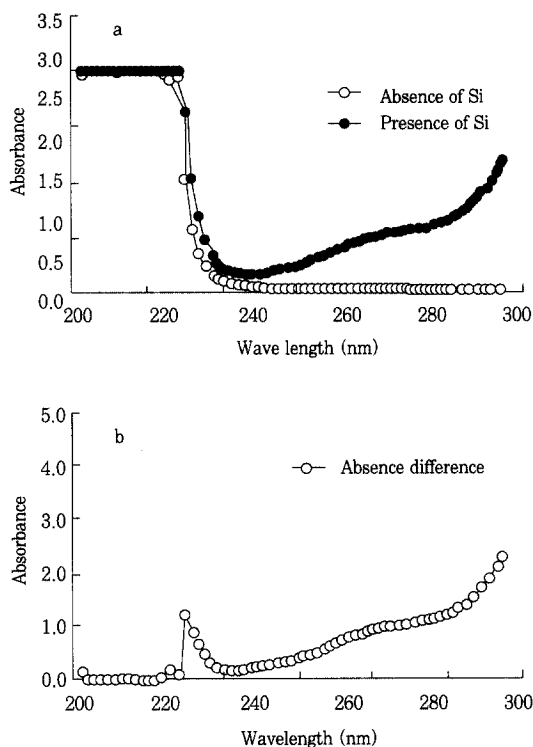 a
3.5
3.0
2.5
2.0
1.5
1.0
0.5
0.0
Absorbance
Absence of Si
Presence of Si
200 220 240 260 280 300
Wave length (nm)
b
5.0
4.0
3.0
2.0
1.0
0.0
Absorbance
Absence difference
200 220 240 260 280 300
Wavelength (nm)